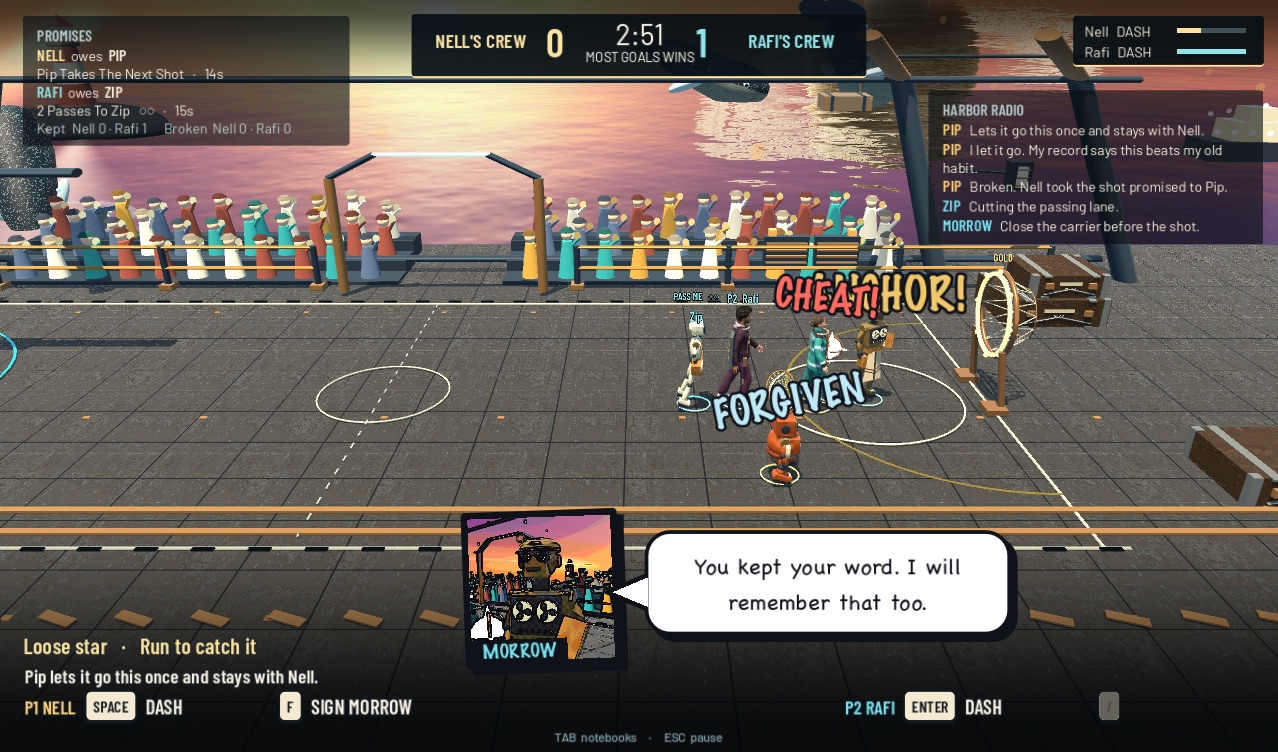 PROMISES
NELL owes PIP
Pip Takes The Next Shot · 14s
RAFI owes ZIP
2 Passes To Zip ○○ · 15s
Kept Nell 0 · Rafi 1 Broken Nell 0 · Rafi 0
NELL'S CREW 0 2:51 1 RAFI'S CREW
MOST GOALS WINS
Nell DASH
Rafi DASH
HARBOR RADIO
PIP Lets it go this once and stays with Nell.
PIP I let it go. My record says this beats my old
habit.
PIP Broken. Nell took the shot promised to Pip.
ZIP Cutting the passing lane.
MORROW Close the carrier before the shot.
GOLD
PASS ME ○○ P2 Rafi
Zip
CHEAT!
HOR!
FORGIVEN
You kept your word. I will
remember that too.
MORROW
Loose star · Run to catch it
Pip lets it go this once and stays with Nell.
P1 NELL SPACE DASH F SIGN MORROW P2 RAFI ENTER DASH /
TAB notebooks · ESC pause